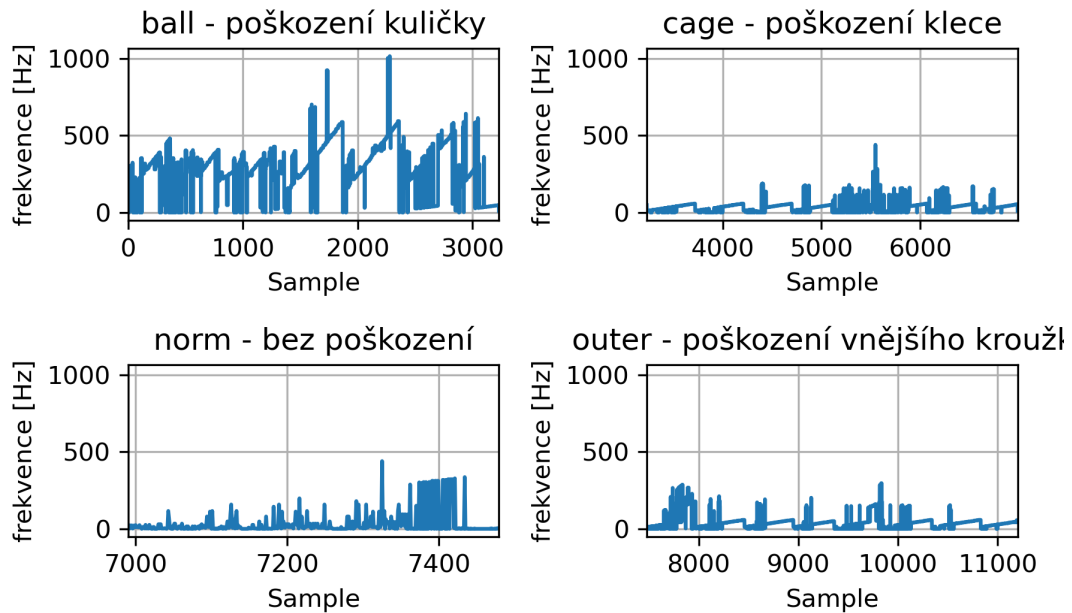 ball - poškození kuličky
frekvence [Hz]
1000
500
0
0 1000 2000 3000
Sample
cage - poškození klece
frekvence [Hz]
1000
500
0
4000 5000 6000
Sample
norm - bez poškození
frekvence [Hz]
1000
500
0
7000 7200 7400
Sample
outer - poškození vnějšího kroužk
frekvence [Hz]
1000
500
0
8000 9000 10000 11000
Sample